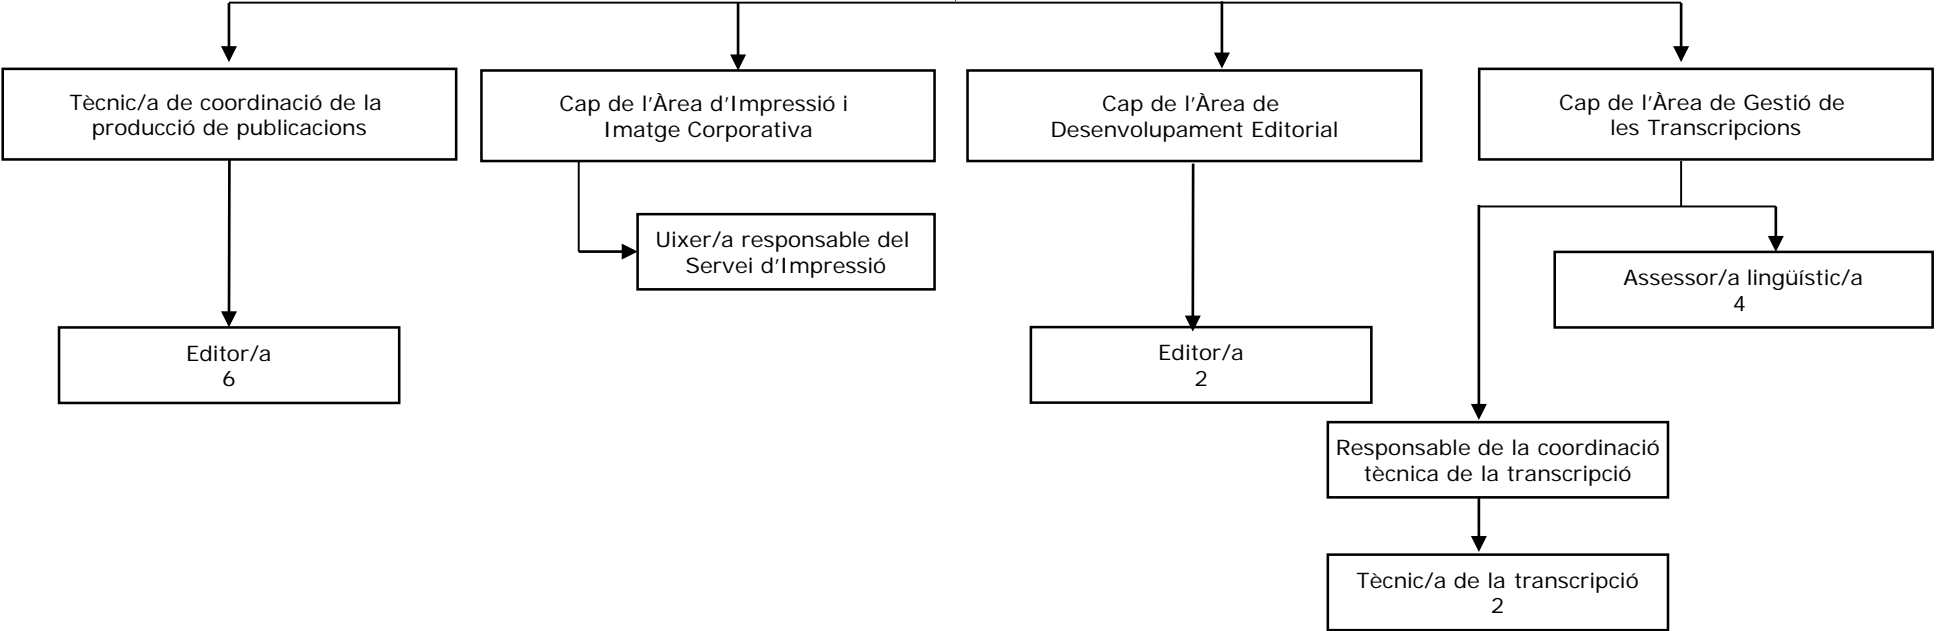 Tècnic/a de coordinació de la
producció de publicacions
Cap de l'Àrea d'Impressió i
Imatge Corporativa
Cap de l'Àrea de
Desenvolupament Editorial
Cap de l'Àrea de Gestió de
les Transcripcions
Uixer/a responsable del
Servei d'Impressió
Assessor/a lingüístic/a
4
Editor/a
6
Editor/a
2
Responsable de la coordinació
tècnica de la transcripció
Tècnic/a de la transcripció
2